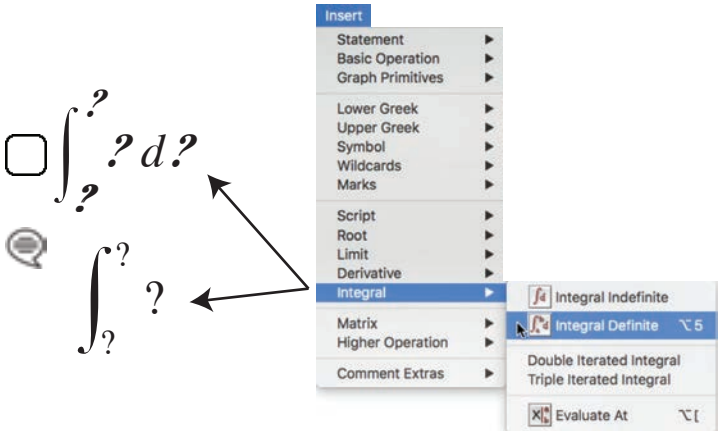 ∫ ? ? ? d ?
∫ ? ? ?
Insert
Statement
Basic Operation
Graph Primitives
Lower Greek
Upper Greek
Symbol
Wildcards
Marks
Script
Root
Limit
Derivative
Integral
Matrix
Higher Operation
Comment Extras
Integral Indefinite
Integral Definite ⌥5
Double Iterated Integral
Triple Iterated Integral
Evaluate At ⌥[